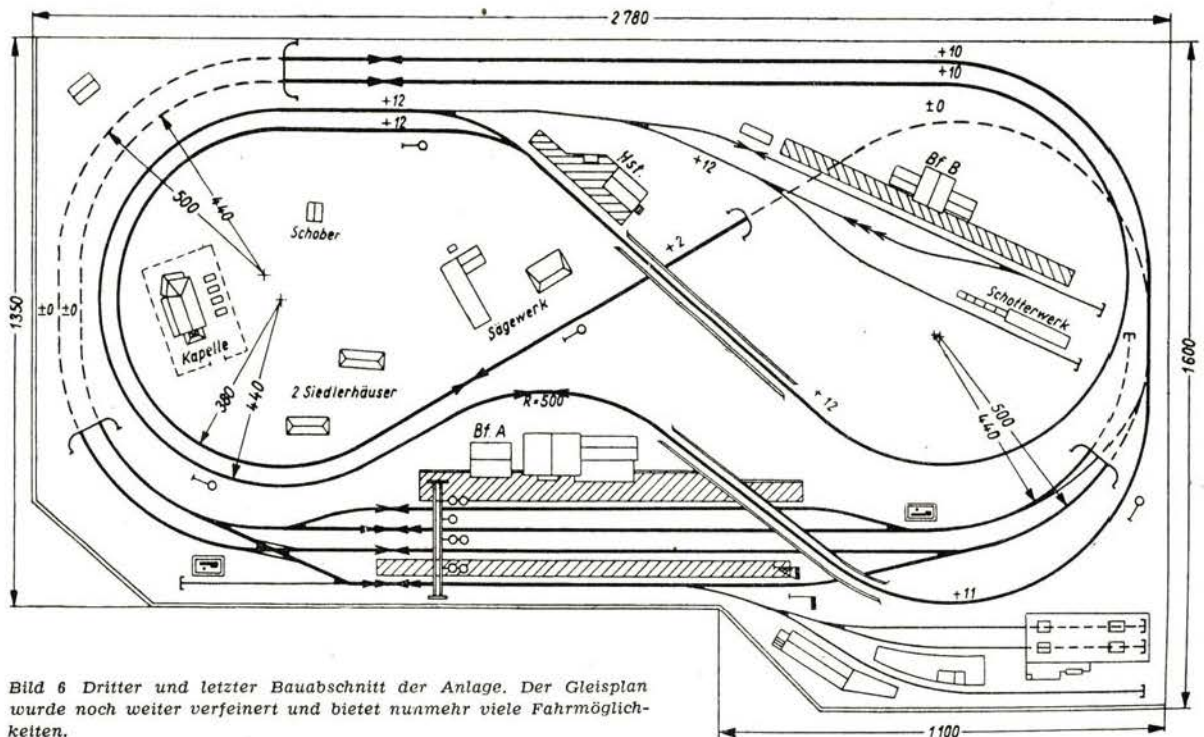 2780
+10
+10
±0
+12
+12
Hst.
+12
Bf B
500
440
Schober
+2
1350
±0
±0
Sägewerk
Schotterwerk
1600
Kapelle
380
440
2 Siedlerhäuser
R=500
+12
500
440
Bf. A
+11
Bild 6 Dritter und letzter Bauabschnitt der Anlage. Der Gleisplan
wurde noch weiter verfeinert und bietet nunmehr viele Fahrmöglich-
keiten.
1100